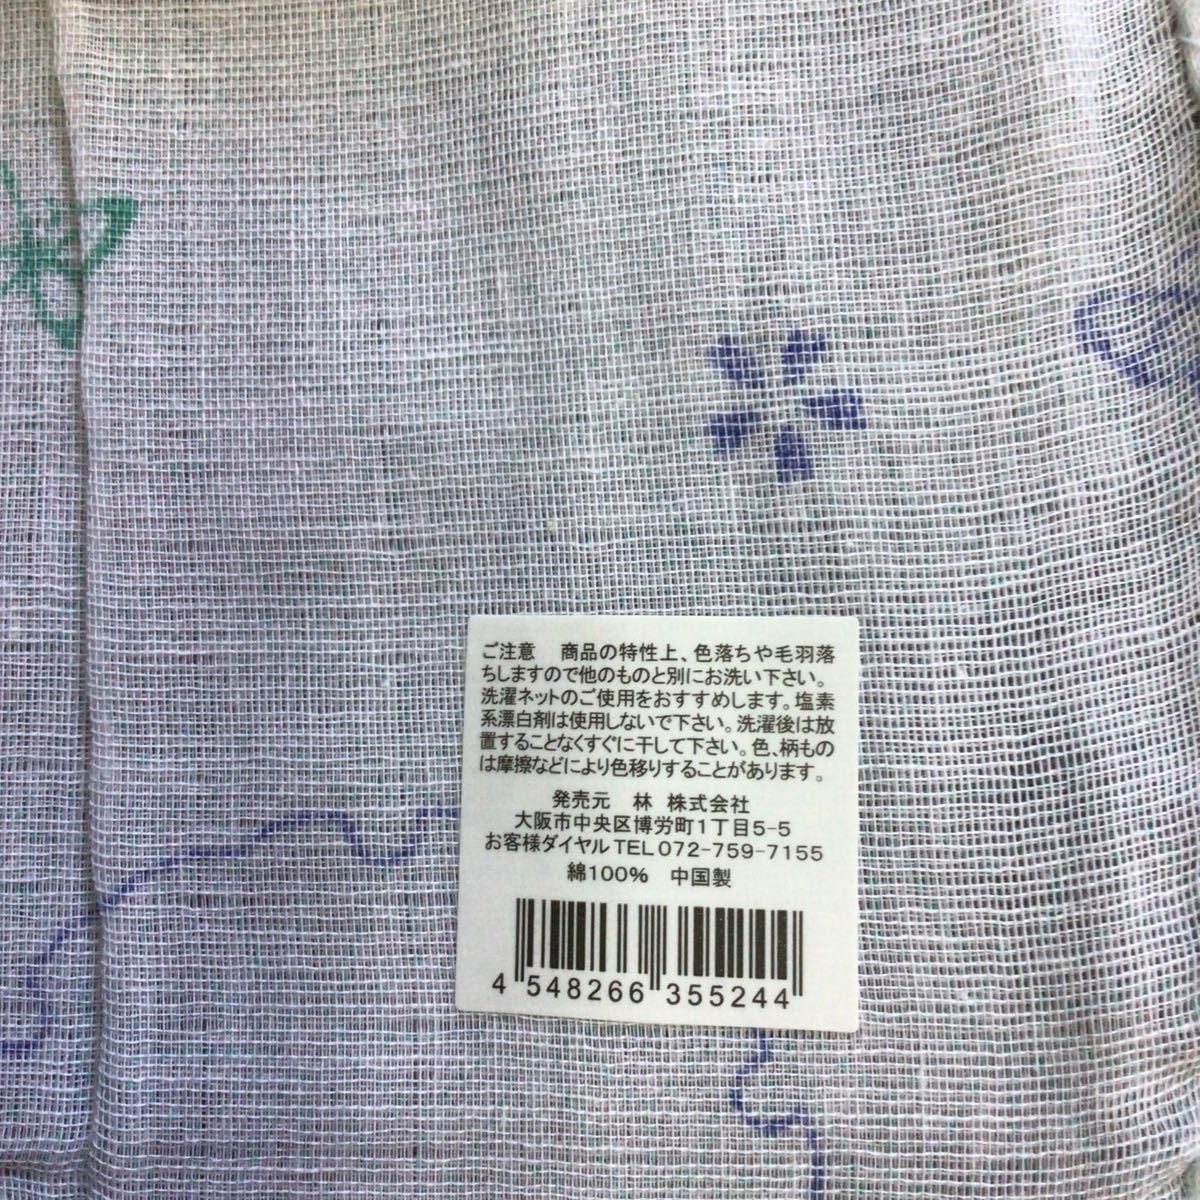 ご注意　商品の特性上、色落ちや毛羽落
ちしますので他のものと別にお洗い下さい。
洗濯ネットのご使用をおすすめします。塩素
系漂白剤は使用しないで下さい。洗濯後は放
置することなくすぐに干して下さい。色、柄もの
は摩擦などにより色移りすることがあります。
発売元　林　株式会社
大阪市中央区博労町1丁目5-5
お客様ダイヤルTEL072-759-7155
綿100%　中国製
4 548266 355244